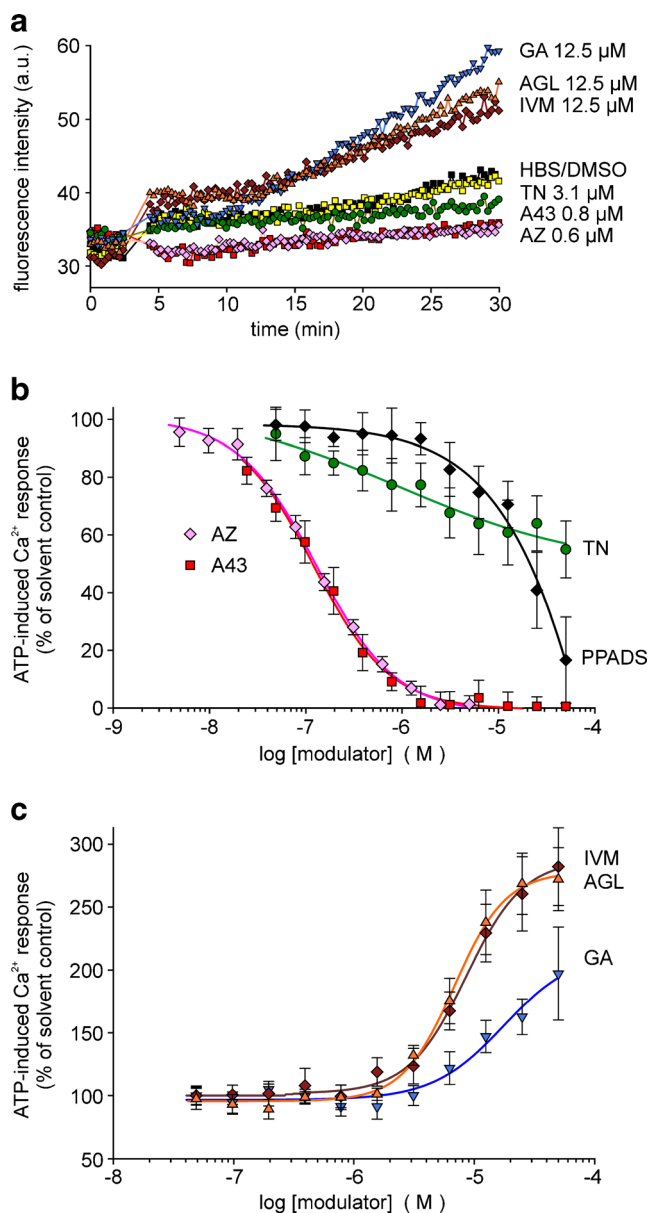 a
fluorescence intensity (a.u.)
60
50
40
30
0
5
10
15
20
25
30
time (min)
GA 12.5 µM
AGL 12.5 µM
IVM 12.5 µM
HBS/DMSO
TN 3.1 µM
A43 0.8 µM
AZ 0.6 µM
b
ATP-induced Ca²⁺ response
(% of solvent control)
100
80
60
40
20
0
AZ
A43
TN
PPADS
-9
-8
-7
-6
-5
-4
log [modulator] ( M )
c
ATP-induced Ca²⁺ response
(% of solvent control)
300
250
200
150
100
50
IVM
AGL
GA
-8
-7
-6
-5
-4
log [modulator] ( M )